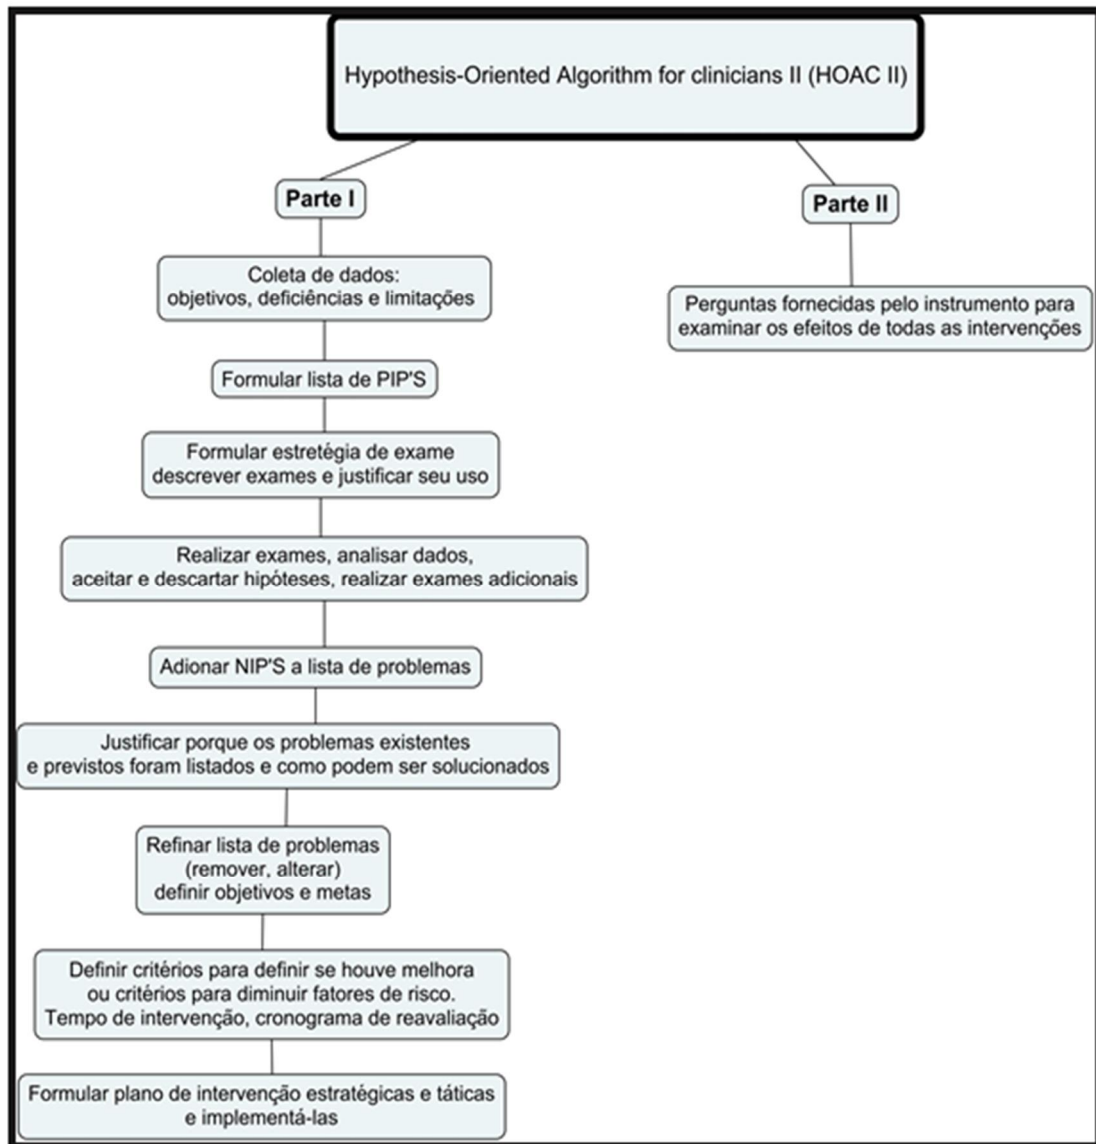 Hypothesis-Oriented Algorithm for clinicians II (HOAC II)
Parte I
Coleta de dados:
objetivos, deficiências e limitações
Formular lista de PIP'S
Formular estretégia de exame
descrever exames e justificar seu uso
Realizar exames, analisar dados,
aceitar e descartar hipóteses, realizar exames adicionais
Adionar NIP'S a lista de problemas
Justificar porque os problemas existentes
e previstos foram listados e como podem ser solucionados
Refinar lista de problemas
(remover, alterar)
definir objetivos e metas
Definir critérios para definir se houve melhora
ou critérios para diminuir fatores de risco.
Tempo de intervenção, cronograma de reavaliação
Formular plano de intervenção estratégicas e táticas
e implementá-las
Parte II
Perguntas fornecidas pelo instrumento para
examinar os efeitos de todas as intervenções